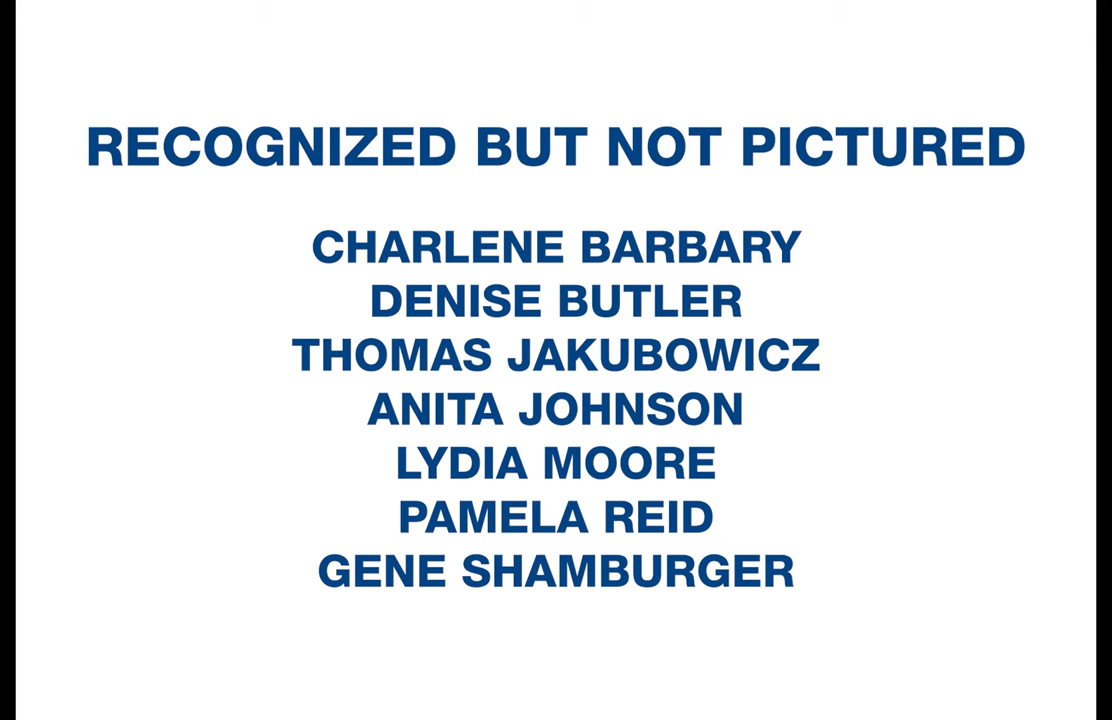 RECOGNIZED BUT NOT PICTURED
CHARLENE BARBARY
DENISE BUTLER
THOMAS JAKUBOWICZ
ANITA JOHNSON
LYDIA MOORE
PAMELA REID
GENE SHAMBURGER